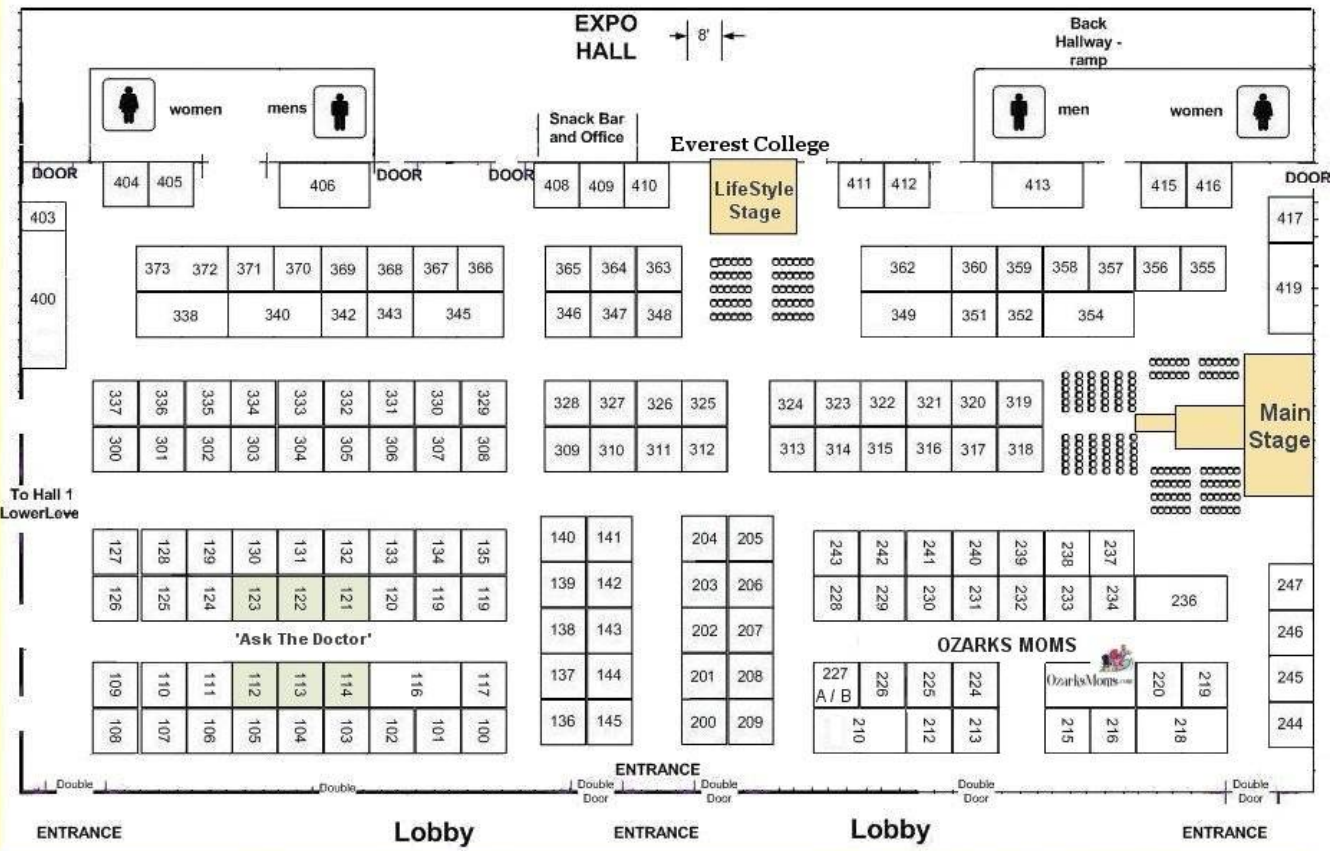 EXPO
HALL
8'
Back
Hallway -
ramp
women
mens
men
women
Snack Bar
and Office
Everest College
DOOR
404 405
406
DOOR
DOOR
408 409 410
LifeStyle
Stage
411 412
413
415 416
DOOR
403
417
400
373 372 371 370 369 368 367 366
365 364 363
362 360 359 358 357 356 355
419
338 340 342 343 345
346 347 348
349 351 352 354
337 336 335 334 333 332 331 330 329
328 327 326 325
324 323 322 321 320 319
Main
Stage
300 301 302 303 304 305 306 307 308
309 310 311 312
313 314 315 316 317 318
To Hall 1
LowerLeve
127 128 129 130 131 132 133 134 135
140 141
204 205
243 242 241 240 239 238 237
126 125 124 123 122 121 120 119 119
139 142
203 206
228 229 230 231 232 233 234 236
247
'Ask The Doctor'
138 143
202 207
OZARKS MOMS
246
109 110 111 112 113 114 116 117
137 144
201 208
227
A / B
226 225 224
OzarksMoms.com
220 219
245
108 107 106 105 104 103 102 101 100
136 145
200 209
210 212 213
215 216 218
244
ENTRANCE
Double
Double
Double
Door
Double
Door
Double
Door
Double
Door
ENTRANCE
Lobby
ENTRANCE
Lobby
ENTRANCE